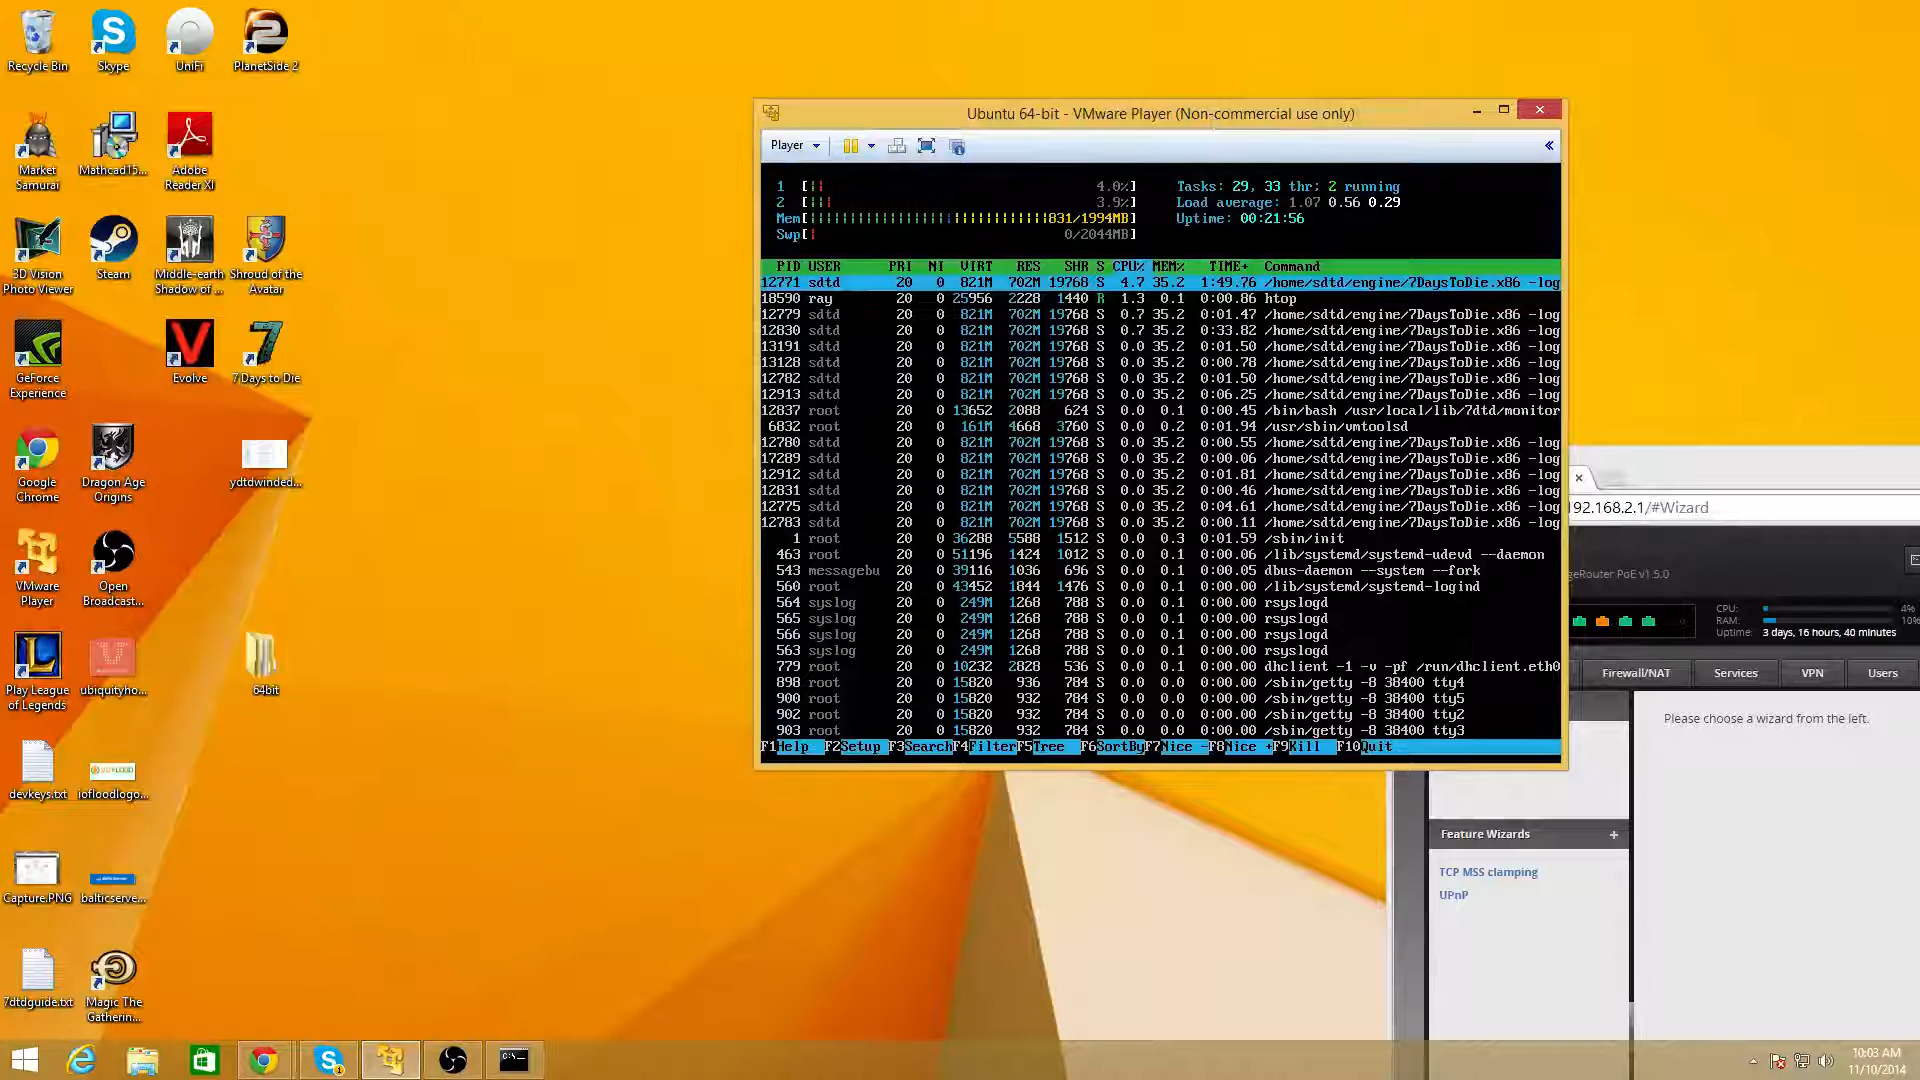 Recycle Bin
Skype
UniFi
PlanetSide 2
Market
Samurai
Mathcad15...
Adobe
Reader XI
3D Vision
Photo Viewer
Steam
Middle-earth
Shadow of ...
Shroud of the
Avatar
GeForce
Experience
Evolve
7 Days to Die
Google
Chrome
Dragon Age
Origins
ydtdwinded...
VMware
Player
Open
Broadcast...
Play League
of Legends
ubiquityho...
64bit
devkeys.txt
iofloodlogo...
Capture.PNG
balticserve...
7dtdguide.txt
Magic The
Gatherin...
Ubuntu 64-bit - VMware Player (Non-commercial use only)
Player
1 [||| 4.0%] Tasks: 29, 33 thr; 2 running
2 [||| 3.9%] Load average: 1.07 0.56 0.29
Mem[||||||||||||||||||||||||||||||831/1994MB] Uptime: 00:21:56
Swp[| 0/2044MB]
PID USER PRI NI VIRT RES SHR S CPU% MEM% TIME+ Command
12771 sdtd 20 0 821M 702M 19768 S 4.7 35.2 1:49.76 /home/sdtd/engine/7DaysToDie.x86 -log
18590 ray 20 0 25956 2228 1440 R 1.3 0.1 0:00.86 htop
12779 sdtd 20 0 821M 702M 19768 S 0.7 35.2 0:01.47 /home/sdtd/engine/7DaysToDie.x86 -log
12830 sdtd 20 0 821M 702M 19768 S 0.7 35.2 0:33.82 /home/sdtd/engine/7DaysToDie.x86 -log
13191 sdtd 20 0 821M 702M 19768 S 0.0 35.2 0:01.50 /home/sdtd/engine/7DaysToDie.x86 -log
13128 sdtd 20 0 821M 702M 19768 S 0.0 35.2 0:00.78 /home/sdtd/engine/7DaysToDie.x86 -log
12782 sdtd 20 0 821M 702M 19768 S 0.0 35.2 0:01.50 /home/sdtd/engine/7DaysToDie.x86 -log
12913 sdtd 20 0 821M 702M 19768 S 0.0 35.2 0:06.25 /home/sdtd/engine/7DaysToDie.x86 -log
12837 root 20 0 13652 2088 624 S 0.0 0.1 0:00.45 /bin/bash /usr/local/lib/7dtd/monitor
6832 root 20 0 161M 4668 3760 S 0.0 0.2 0:01.94 /usr/sbin/vmtoolsd
12780 sdtd 20 0 821M 702M 19768 S 0.0 35.2 0:00.55 /home/sdtd/engine/7DaysToDie.x86 -log
17289 sdtd 20 0 821M 702M 19768 S 0.0 35.2 0:00.06 /home/sdtd/engine/7DaysToDie.x86 -log
12912 sdtd 20 0 821M 702M 19768 S 0.0 35.2 0:01.81 /home/sdtd/engine/7DaysToDie.x86 -log
12831 sdtd 20 0 821M 702M 19768 S 0.0 35.2 0:00.46 /home/sdtd/engine/7DaysToDie.x86 -log
12775 sdtd 20 0 821M 702M 19768 S 0.0 35.2 0:04.61 /home/sdtd/engine/7DaysToDie.x86 -log
12783 sdtd 20 0 821M 702M 19768 S 0.0 35.2 0:00.11 /home/sdtd/engine/7DaysToDie.x86 -log
1 root 20 0 36288 5588 1512 S 0.0 0.3 0:01.59 /sbin/init
463 root 20 0 51196 1424 1012 S 0.0 0.1 0:00.06 /lib/systemd/systemd-udevd --daemon
543 messagebu 20 0 39116 1036 696 S 0.0 0.1 0:00.05 dbus-daemon --system --fork
560 root 20 0 43452 1844 1476 S 0.0 0.1 0:00.00 /lib/systemd/systemd-logind
564 syslog 20 0 249M 1268 788 S 0.0 0.1 0:00.00 rsyslogd
565 syslog 20 0 249M 1268 788 S 0.0 0.1 0:00.00 rsyslogd
566 syslog 20 0 249M 1268 788 S 0.0 0.1 0:00.00 rsyslogd
563 syslog 20 0 249M 1268 788 S 0.0 0.1 0:00.00 rsyslogd
779 root 20 0 10232 2828 536 S 0.0 0.1 0:00.00 dhclient -1 -v -pf /run/dhclient.eth0
898 root 20 0 15820 936 784 S 0.0 0.0 0:00.00 /sbin/getty -8 38400 tty4
900 root 20 0 15820 932 784 S 0.0 0.0 0:00.00 /sbin/getty -8 38400 tty5
902 root 20 0 15820 932 784 S 0.0 0.0 0:00.00 /sbin/getty -8 38400 tty2
903 root 20 0 15820 932 784 S 0.0 0.0 0:00.00 /sbin/getty -8 38400 tty3
F1Help F2Setup F3SearchF4FilterF5Tree F6SortByF7Nice -F8Nice +F9Kill F10Quit
92.168.2.1/#Wizard
geRouter PoE v1.5.0
CPU: 4%
RAM: 10%
Uptime: 3 days, 16 hours, 40 minutes
Firewall/NAT
Services
VPN
Users
Please choose a wizard from the left.
Feature Wizards +
TCP MSS clamping
UPnP
10:03 AM
11/10/2014